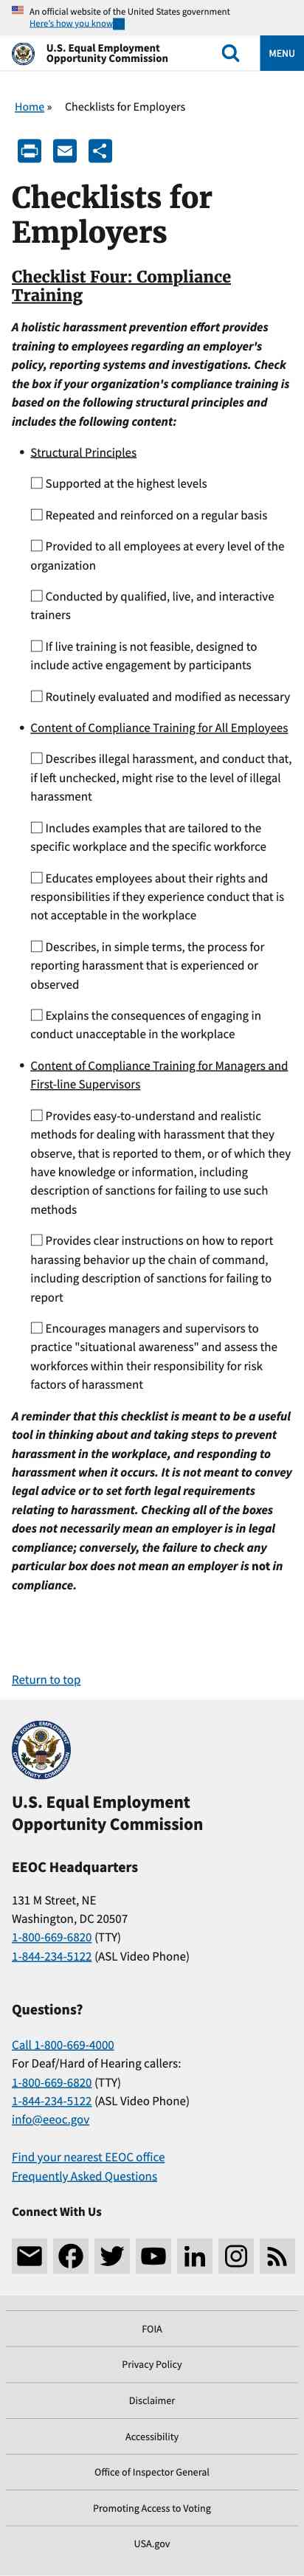 An official website of the United States government
Here's how you know
U.S. Equal Employment
Opportunity Commission
MENU
Home » Checklists for Employers
Checklists for
Employers
Checklist Four: Compliance
Training
A holistic harassment prevention effort provides
training to employees regarding an employer's
policy, reporting systems and investigations. Check
the box if your organization's compliance training is
based on the following structural principles and
includes the following content:
• Structural Principles
☐ Supported at the highest levels
☐ Repeated and reinforced on a regular basis
☐ Provided to all employees at every level of the
organization
☐ Conducted by qualified, live, and interactive
trainers
☐ If live training is not feasible, designed to
include active engagement by participants
☐ Routinely evaluated and modified as necessary
• Content of Compliance Training for All Employees
☐ Describes illegal harassment, and conduct that,
if left unchecked, might rise to the level of illegal
harassment
☐ Includes examples that are tailored to the
specific workplace and the specific workforce
☐ Educates employees about their rights and
responsibilities if they experience conduct that is
not acceptable in the workplace
☐ Describes, in simple terms, the process for
reporting harassment that is experienced or
observed
☐ Explains the consequences of engaging in
conduct unacceptable in the workplace
• Content of Compliance Training for Managers and
First-line Supervisors
☐ Provides easy-to-understand and realistic
methods for dealing with harassment that they
observe, that is reported to them, or of which they
have knowledge or information, including
description of sanctions for failing to use such
methods
☐ Provides clear instructions on how to report
harassing behavior up the chain of command,
including description of sanctions for failing to
report
☐ Encourages managers and supervisors to
practice "situational awareness" and assess the
workforces within their responsibility for risk
factors of harassment
A reminder that this checklist is meant to be a useful
tool in thinking about and taking steps to prevent
harassment in the workplace, and responding to
harassment when it occurs. It is not meant to convey
legal advice or to set forth legal requirements
relating to harassment. Checking all of the boxes
does not necessarily mean an employer is in legal
compliance; conversely, the failure to check any
particular box does not mean an employer is not in
compliance.
Return to top
U.S. Equal Employment
Opportunity Commission
EEOC Headquarters
131 M Street, NE
Washington, DC 20507
1-800-669-6820 (TTY)
1-844-234-5122 (ASL Video Phone)
Questions?
Call 1-800-669-4000
For Deaf/Hard of Hearing callers:
1-800-669-6820 (TTY)
1-844-234-5122 (ASL Video Phone)
info@eeoc.gov
Find your nearest EEOC office
Frequently Asked Questions
Connect With Us
FOIA
Privacy Policy
Disclaimer
Accessibility
Office of Inspector General
Promoting Access to Voting
USA.gov